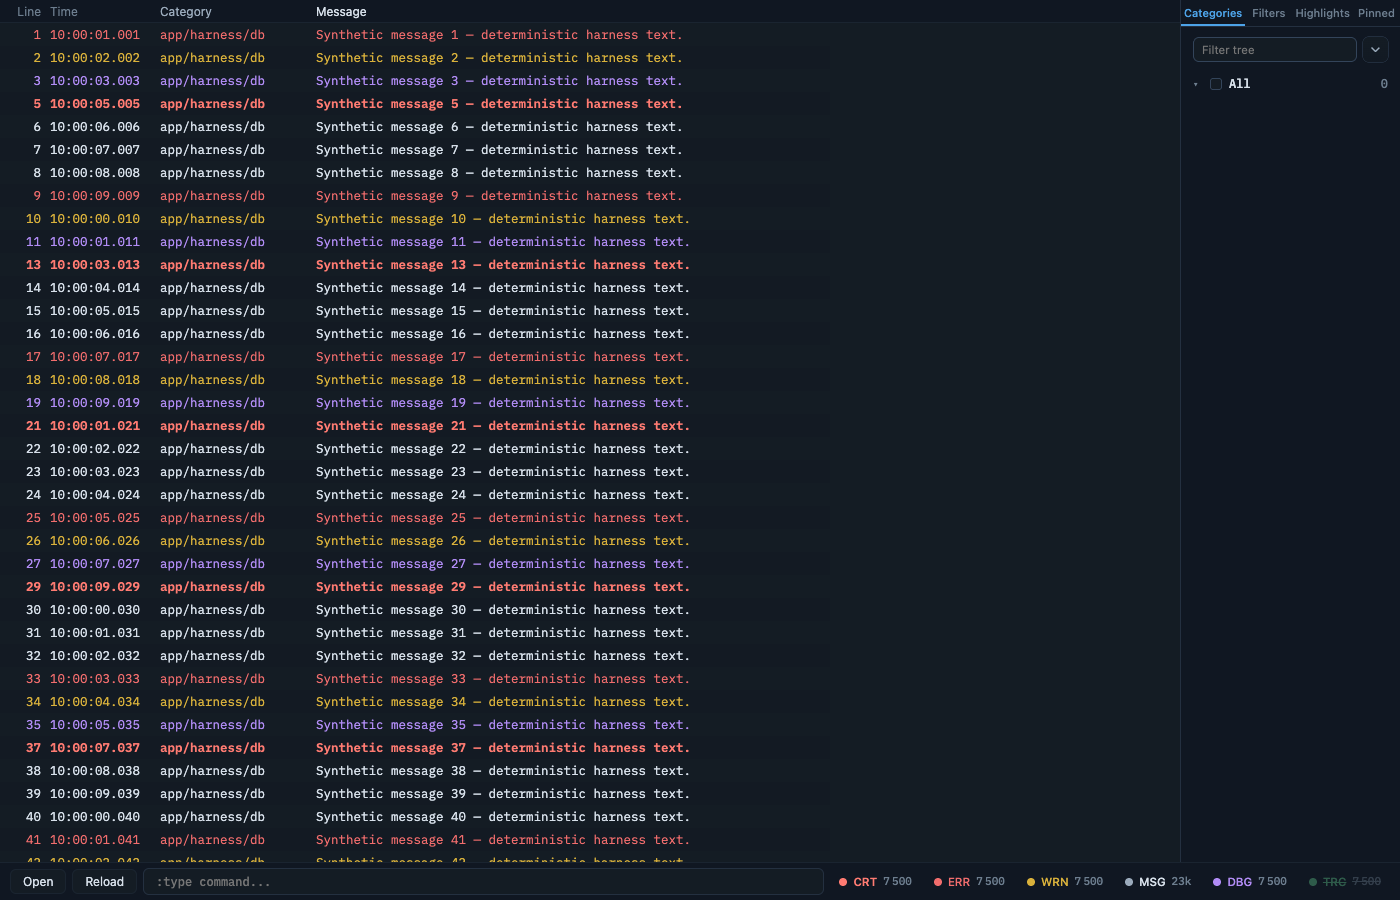 Line Time Category Message
1 10:00:01.001 app/harness/db Synthetic message 1 — deterministic harness text.
2 10:00:02.002 app/harness/db Synthetic message 2 — deterministic harness text.
3 10:00:03.003 app/harness/db Synthetic message 3 — deterministic harness text.
5 10:00:05.005 app/harness/db Synthetic message 5 — deterministic harness text.
6 10:00:06.006 app/harness/db Synthetic message 6 — deterministic harness text.
7 10:00:07.007 app/harness/db Synthetic message 7 — deterministic harness text.
8 10:00:08.008 app/harness/db Synthetic message 8 — deterministic harness text.
9 10:00:09.009 app/harness/db Synthetic message 9 — deterministic harness text.
10 10:00:00.010 app/harness/db Synthetic message 10 — deterministic harness text.
11 10:00:01.011 app/harness/db Synthetic message 11 — deterministic harness text.
13 10:00:03.013 app/harness/db Synthetic message 13 — deterministic harness text.
14 10:00:04.014 app/harness/db Synthetic message 14 — deterministic harness text.
15 10:00:05.015 app/harness/db Synthetic message 15 — deterministic harness text.
16 10:00:06.016 app/harness/db Synthetic message 16 — deterministic harness text.
17 10:00:07.017 app/harness/db Synthetic message 17 — deterministic harness text.
18 10:00:08.018 app/harness/db Synthetic message 18 — deterministic harness text.
19 10:00:09.019 app/harness/db Synthetic message 19 — deterministic harness text.
21 10:00:01.021 app/harness/db Synthetic message 21 — deterministic harness text.
22 10:00:02.022 app/harness/db Synthetic message 22 — deterministic harness text.
23 10:00:03.023 app/harness/db Synthetic message 23 — deterministic harness text.
24 10:00:04.024 app/harness/db Synthetic message 24 — deterministic harness text.
25 10:00:05.025 app/harness/db Synthetic message 25 — deterministic harness text.
26 10:00:06.026 app/harness/db Synthetic message 26 — deterministic harness text.
27 10:00:07.027 app/harness/db Synthetic message 27 — deterministic harness text.
29 10:00:09.029 app/harness/db Synthetic message 29 — deterministic harness text.
30 10:00:00.030 app/harness/db Synthetic message 30 — deterministic harness text.
31 10:00:01.031 app/harness/db Synthetic message 31 — deterministic harness text.
32 10:00:02.032 app/harness/db Synthetic message 32 — deterministic harness text.
33 10:00:03.033 app/harness/db Synthetic message 33 — deterministic harness text.
34 10:00:04.034 app/harness/db Synthetic message 34 — deterministic harness text.
35 10:00:05.035 app/harness/db Synthetic message 35 — deterministic harness text.
37 10:00:07.037 app/harness/db Synthetic message 37 — deterministic harness text.
38 10:00:08.038 app/harness/db Synthetic message 38 — deterministic harness text.
39 10:00:09.039 app/harness/db Synthetic message 39 — deterministic harness text.
40 10:00:00.040 app/harness/db Synthetic message 40 — deterministic harness text.
41 10:00:01.041 app/harness/db Synthetic message 41 — deterministic harness text.
42 10:00:02.042 app/harness/db Synthetic message 42 — deterministic harness text.
Categories Filters Highlights Pinned
Filter tree
All 0
Open Reload :type command... CRT 7500 ERR 7500 WRN 7500 MSG 23k DBG 7500 TRC 7500